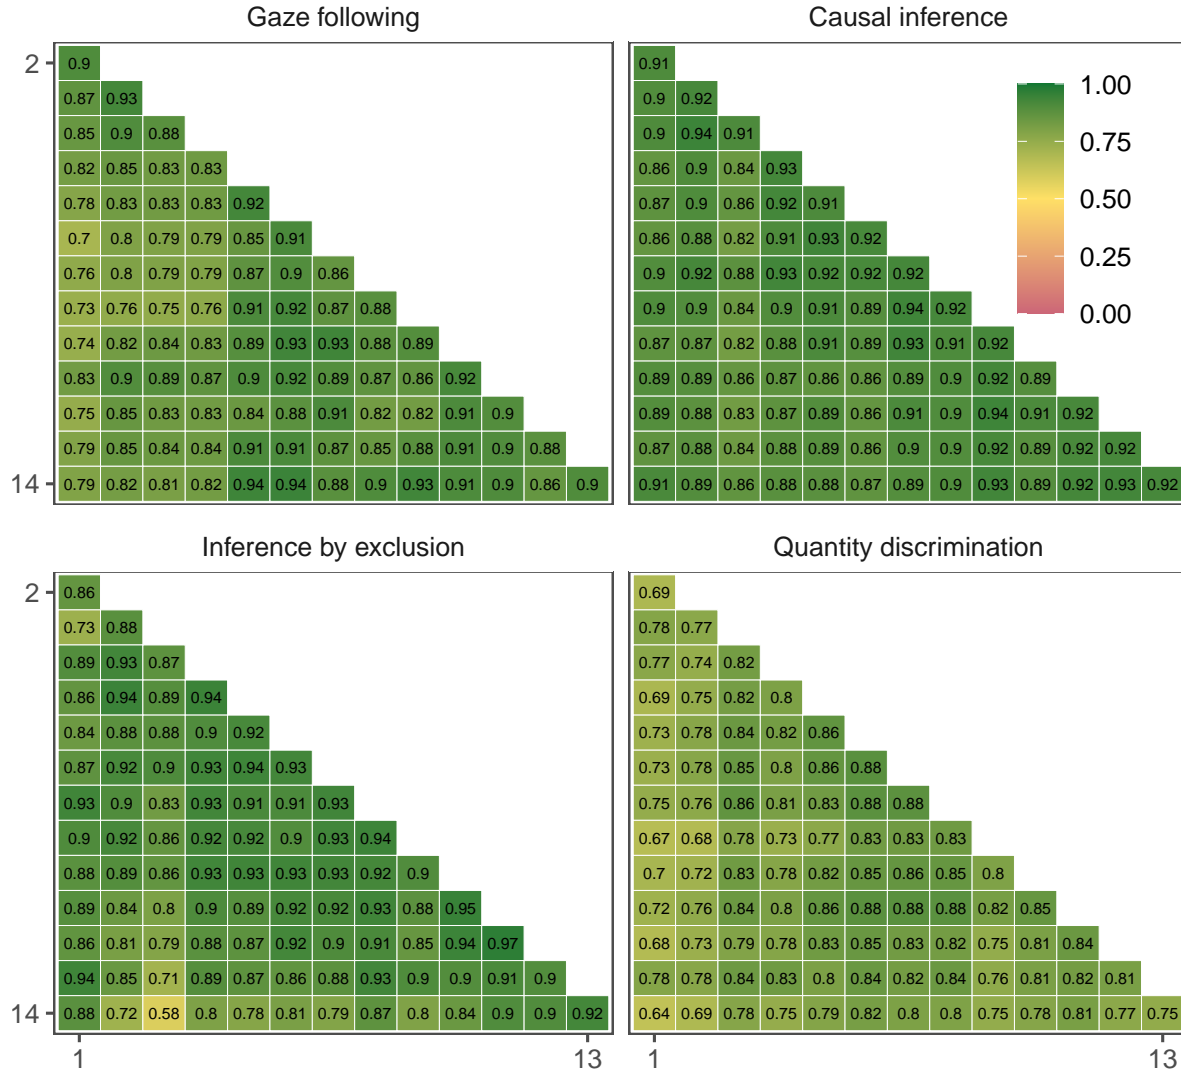 Gaze following Causal inference
2 0.9 0.91
0.87 0.93 0.9 0.92 1.00
0.85 0.9 0.88 0.9 0.94 0.91
0.82 0.85 0.83 0.83 0.86 0.9 0.84 0.93 0.75
0.78 0.83 0.83 0.83 0.92 0.87 0.9 0.86 0.92 0.91 0.50
0.7 0.8 0.79 0.79 0.85 0.91 0.86 0.88 0.82 0.91 0.93 0.92
0.76 0.8 0.79 0.79 0.87 0.9 0.86 0.9 0.92 0.88 0.93 0.92 0.92 0.92 0.25
0.73 0.76 0.75 0.76 0.91 0.92 0.87 0.88 0.9 0.9 0.84 0.9 0.91 0.89 0.94 0.92 0.00
0.74 0.82 0.84 0.83 0.89 0.93 0.93 0.88 0.89 0.87 0.87 0.82 0.88 0.91 0.89 0.93 0.91 0.92
0.83 0.9 0.89 0.87 0.9 0.92 0.89 0.87 0.86 0.92 0.89 0.89 0.86 0.87 0.86 0.86 0.89 0.9 0.92 0.89
0.75 0.85 0.83 0.83 0.84 0.88 0.91 0.82 0.82 0.91 0.9 0.89 0.88 0.83 0.87 0.89 0.86 0.91 0.9 0.94 0.91 0.92
0.79 0.85 0.84 0.84 0.91 0.91 0.87 0.85 0.88 0.91 0.9 0.88 0.87 0.88 0.84 0.88 0.89 0.86 0.9 0.9 0.92 0.89 0.92 0.92
14 0.79 0.82 0.81 0.82 0.94 0.94 0.88 0.9 0.93 0.91 0.9 0.86 0.9 0.91 0.89 0.86 0.88 0.88 0.87 0.89 0.9 0.93 0.89 0.92 0.93 0.92
Inference by exclusion Quantity discrimination
2 0.86 0.69
0.73 0.88 0.78 0.77
0.89 0.93 0.87 0.77 0.74 0.82
0.86 0.94 0.89 0.94 0.69 0.75 0.82 0.8
0.84 0.88 0.88 0.9 0.92 0.73 0.78 0.84 0.82 0.86
0.87 0.92 0.9 0.93 0.94 0.93 0.73 0.78 0.85 0.8 0.86 0.88
0.93 0.9 0.83 0.93 0.91 0.91 0.93 0.75 0.76 0.86 0.81 0.83 0.88 0.88
0.9 0.92 0.86 0.92 0.92 0.9 0.93 0.94 0.67 0.68 0.78 0.73 0.77 0.83 0.83 0.83
0.88 0.89 0.86 0.93 0.93 0.93 0.93 0.92 0.9 0.7 0.72 0.83 0.78 0.82 0.85 0.86 0.85 0.8
0.89 0.84 0.8 0.9 0.89 0.92 0.92 0.93 0.88 0.95 0.72 0.76 0.84 0.8 0.86 0.88 0.88 0.88 0.82 0.85
0.86 0.81 0.79 0.88 0.87 0.92 0.9 0.91 0.85 0.94 0.97 0.68 0.73 0.79 0.78 0.83 0.85 0.83 0.82 0.75 0.81 0.84
0.94 0.85 0.71 0.89 0.87 0.86 0.88 0.93 0.9 0.9 0.91 0.9 0.78 0.78 0.84 0.83 0.8 0.84 0.82 0.84 0.76 0.81 0.82 0.81
14 0.88 0.72 0.58 0.8 0.78 0.81 0.79 0.87 0.8 0.84 0.9 0.9 0.92 0.64 0.69 0.78 0.75 0.79 0.82 0.8 0.8 0.75 0.78 0.81 0.77 0.75
1 13 1 13